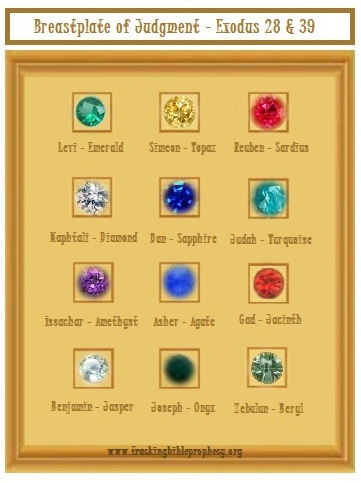 Breastplate of Judgment - Exodus 28 & 39
Levi - Emerald Simeon - Topaz Reuben - Sardius
Naphtali - Diamond Dan - Sapphire Judah - Turquoise
Issachar - Amethyst Asher - Agate Gad - Jacinth
Benjamin - Jasper Joseph - Onyx Zebulun - Beryl
www.trackingbibleprophecy.org